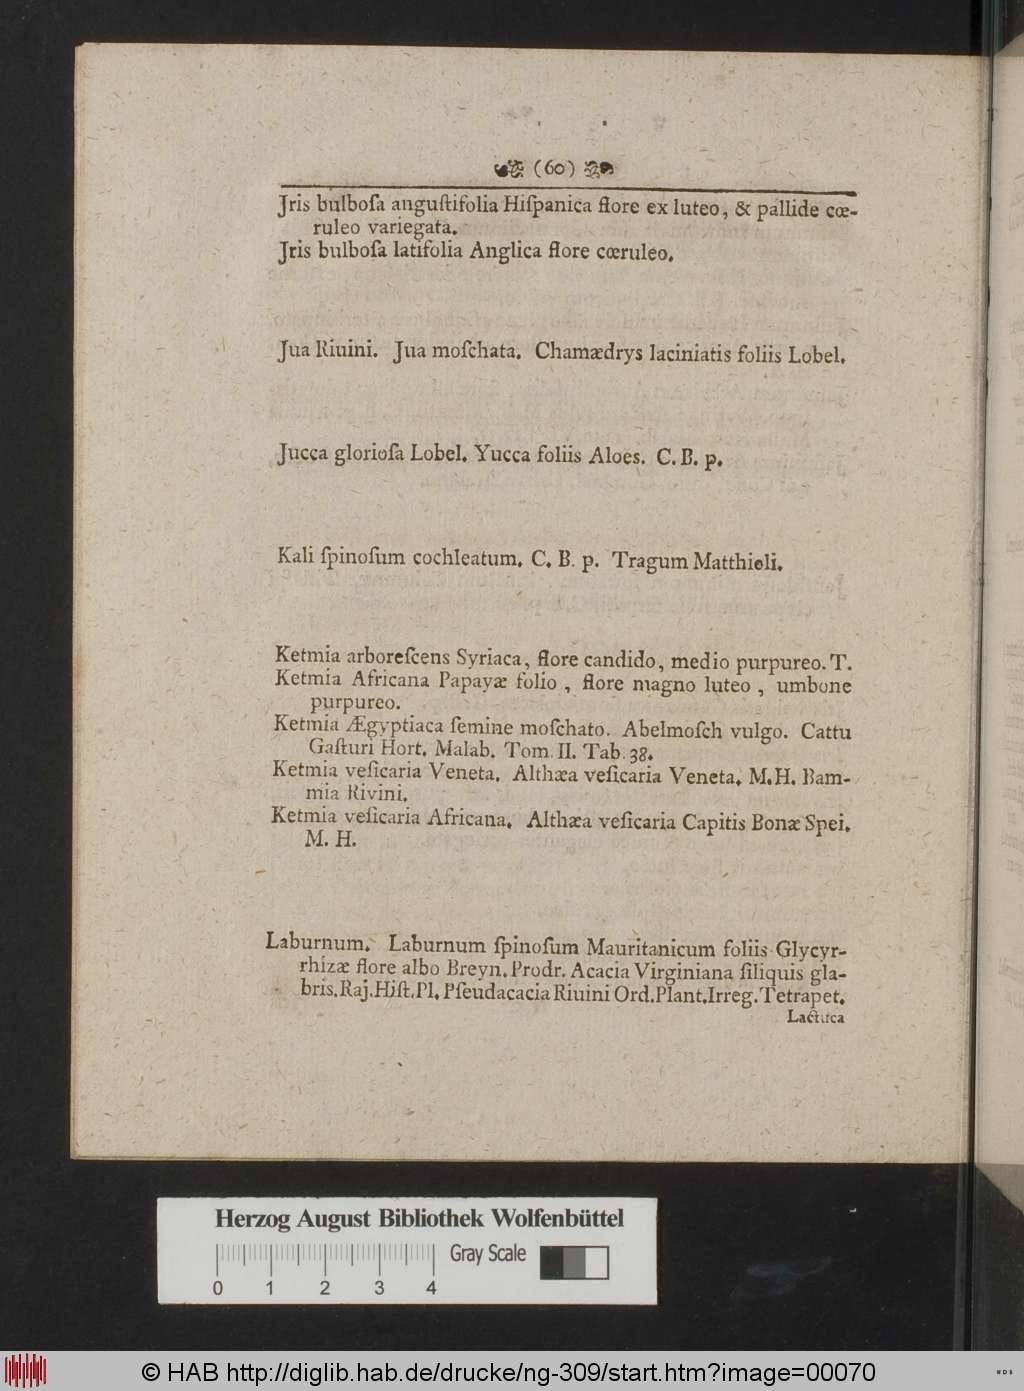 (60)
Jris bulboſa anguſtifolia Hiſpanica flore ex luteo, & pallide cœ-
ruleo variegata.
Jris bulboſa latifolia Anglica flore cœruleo.
Jua Riuini. Jua moſchata. Chamædrys laciniatis foliis Lobel.
Jucca glorioſa Lobel. Yucca foliis Aloes. C. B. p.
Kali ſpinoſum cochleatum. C. B. p. Tragum Matthioli.
Ketmia arboreſcens Syriaca, flore candido, medio purpureo. T.
Ketmia Africana Papayæ folio, flore magno luteo, umbone
purpureo.
Ketmia Ægyptiaca ſemine moſchato. Abelmoſch vulgo. Cattu
Gaſturi Hort. Malab. Tom. II. Tab. 38.
Ketmia veſicaria Veneta. Althæa veſicaria Veneta. M. H. Bam-
mia Rivini.
Ketmia veſicaria Africana. Althæa veſicaria Capitis Bonæ Spei.
M. H.
Laburnum. Laburnum ſpinoſum Mauritanicum foliis Glycyr-
rhizæ flore albo Breyn. Prodr. Acacia Virginiana ſiliquis gla-
bris. Raj. Hiſt. Pl. Pſeudacacia Riuini Ord. Plant. Irreg. Tetrapet.
Lactuca
Herzog August Bibliothek Wolfenbüttel
Gray Scale
0 1 2 3 4
© HAB http://diglib.hab.de/drucke/ng-309/start.htm?image=00070